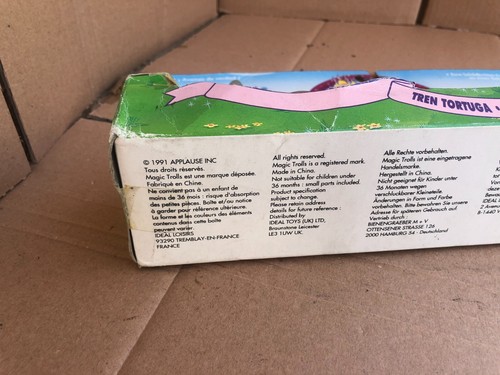 TREN TORTUGA
© 1991 APPLAUSE INC
Tous droits réservés.
Magic Trolls est une marque déposée.
Fabriqué en Chine.
Ne convient pas à un enfant de
moins de 36 mois : risque d'absorption
des petites pièces. Boîte et/ou notice
à garder pour référence ultérieure.
La forme et les couleurs des éléments
contenus dans cette boîte
peuvent varier.
IDEAL LOISIRS
93290 TREMBLAY-EN-FRANCE
FRANCE
All rights reserved.
Magic Trolls is a registered mark.
Made in China.
Not suitable for children under
36 months : small parts included.
Product specification
subject to change.
Please retain address
details for future reference :
Distributed by
IDEAL TOYS (UK) LTD,
Braunstone Leicester
LE3 1UW UK.
Alle Rechte vorbehalten.
Magic Trolls ist eine eingetragene
Handelsmarke.
Hergestellt in China.
Nicht geeignet für Kinder unter
36 Monaten wegen
verschluckbarer Kleinteile.
Änderungen in Form und Farbe
vorbehalten. Bitte bewahren Sie diese
Adresse für späteren Gebrauch auf.
Vertrieb durch :
BIENENGRAEBER M + V
OTTENSENER STRASSE 126
2000 HAMBURG 54 - Deutschland